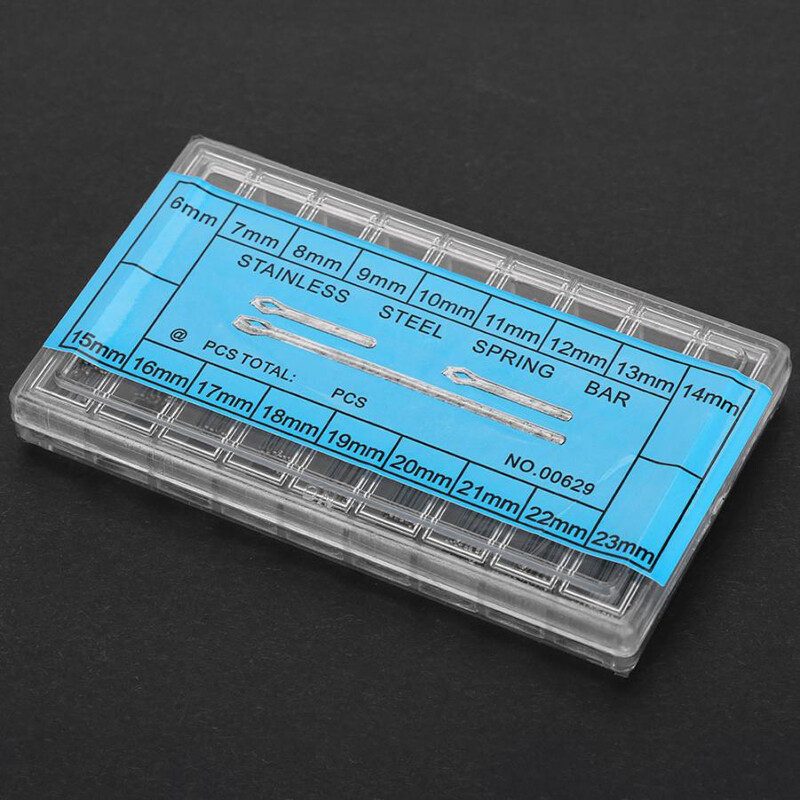 6mm 7mm 8mm 9mm 10mm 11mm 12mm 13mm 14mm
STAINLESS STEEL SPRING BAR
@ PCS TOTAL: PCS
NO.00629
15mm 16mm 17mm 18mm 19mm 20mm 21mm 22mm 23mm